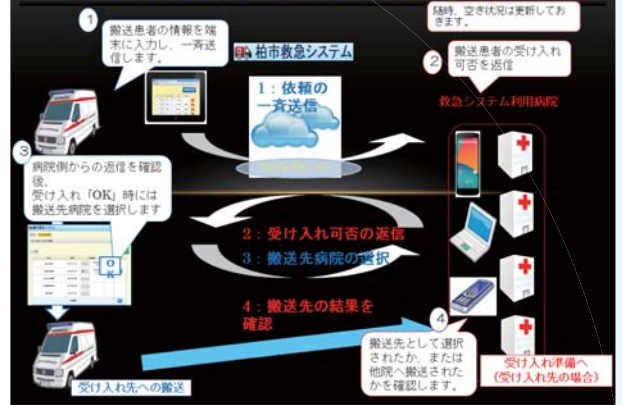 随時、空き状況は更新してお
きます。
1
搬送患者の情報を端
末に入力し、一斉送
信します。
柏市救急システム
2
搬送患者の受け入れ
可否を返信
1：依頼の
一斉送信
救急システム利用病院
3
病院側からの返信を確認
後、
受け入れ「OK」時には
搬送先病院を選択します
O
K
2：受け入れ可否の返信
3：搬送先病院の選択
4：搬送先の結果を
確認
4
搬送先として選択
されたか、または
他院へ搬送された
かを確認します。
受け入れ先への搬送
受け入れ準備へ
（受け入れ先の場合）